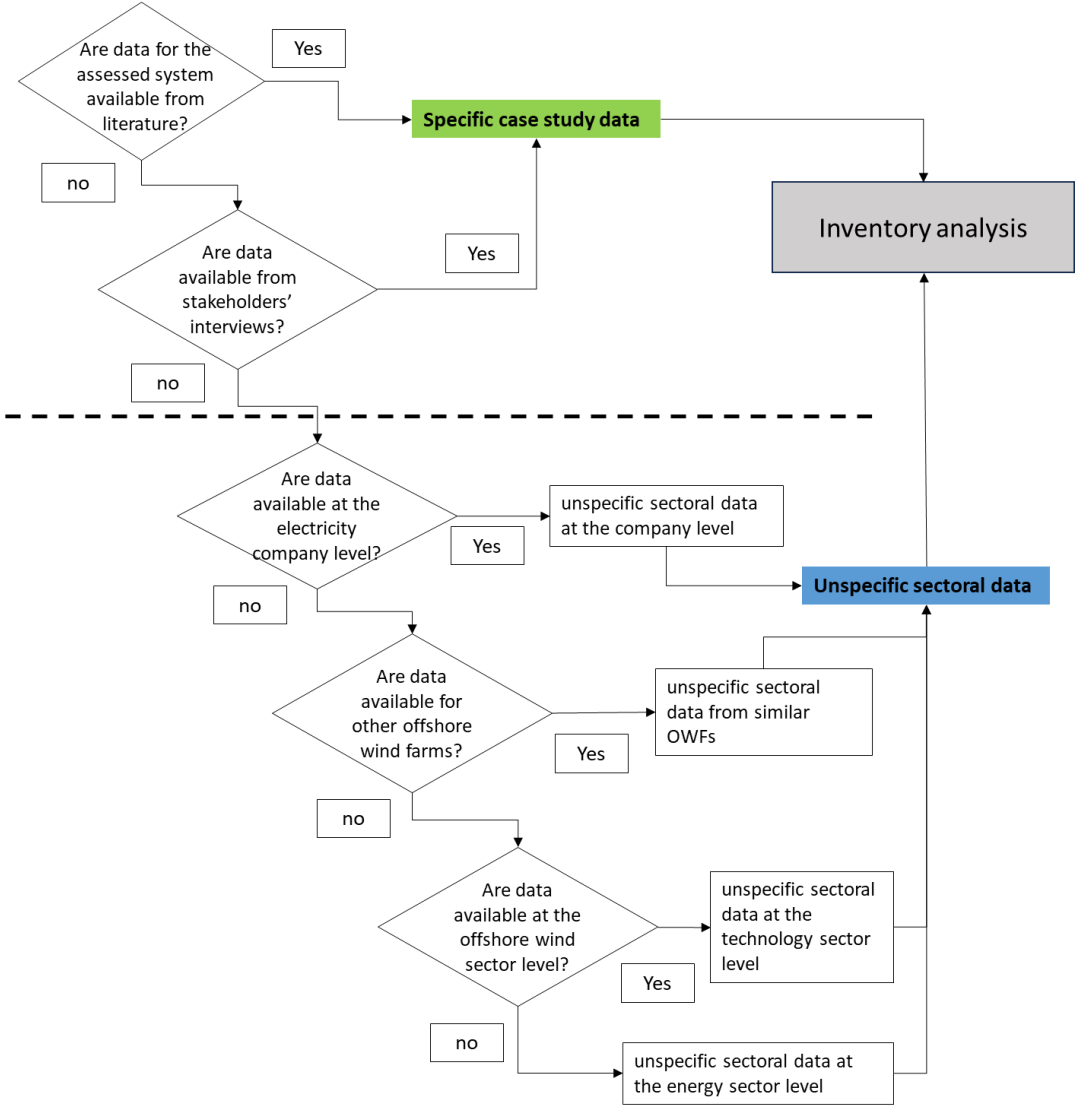 Are data for the
assessed system
available from
literature?
Yes
Specific case study data
no
Inventory analysis
Are data
available from
stakeholders’
interviews?
Yes
no
Are data
available at the
electricity
company level?
unspecific sectoral data
at the company level
Yes
Unspecific sectoral data
no
Are data
available for
other offshore
wind farms?
unspecific sectoral
data from similar
OWFs
Yes
no
Are data
available at the
offshore wind
sector level?
unspecific sectoral
data at the
technology sector
level
Yes
no
unspecific sectoral data at
the energy sector level